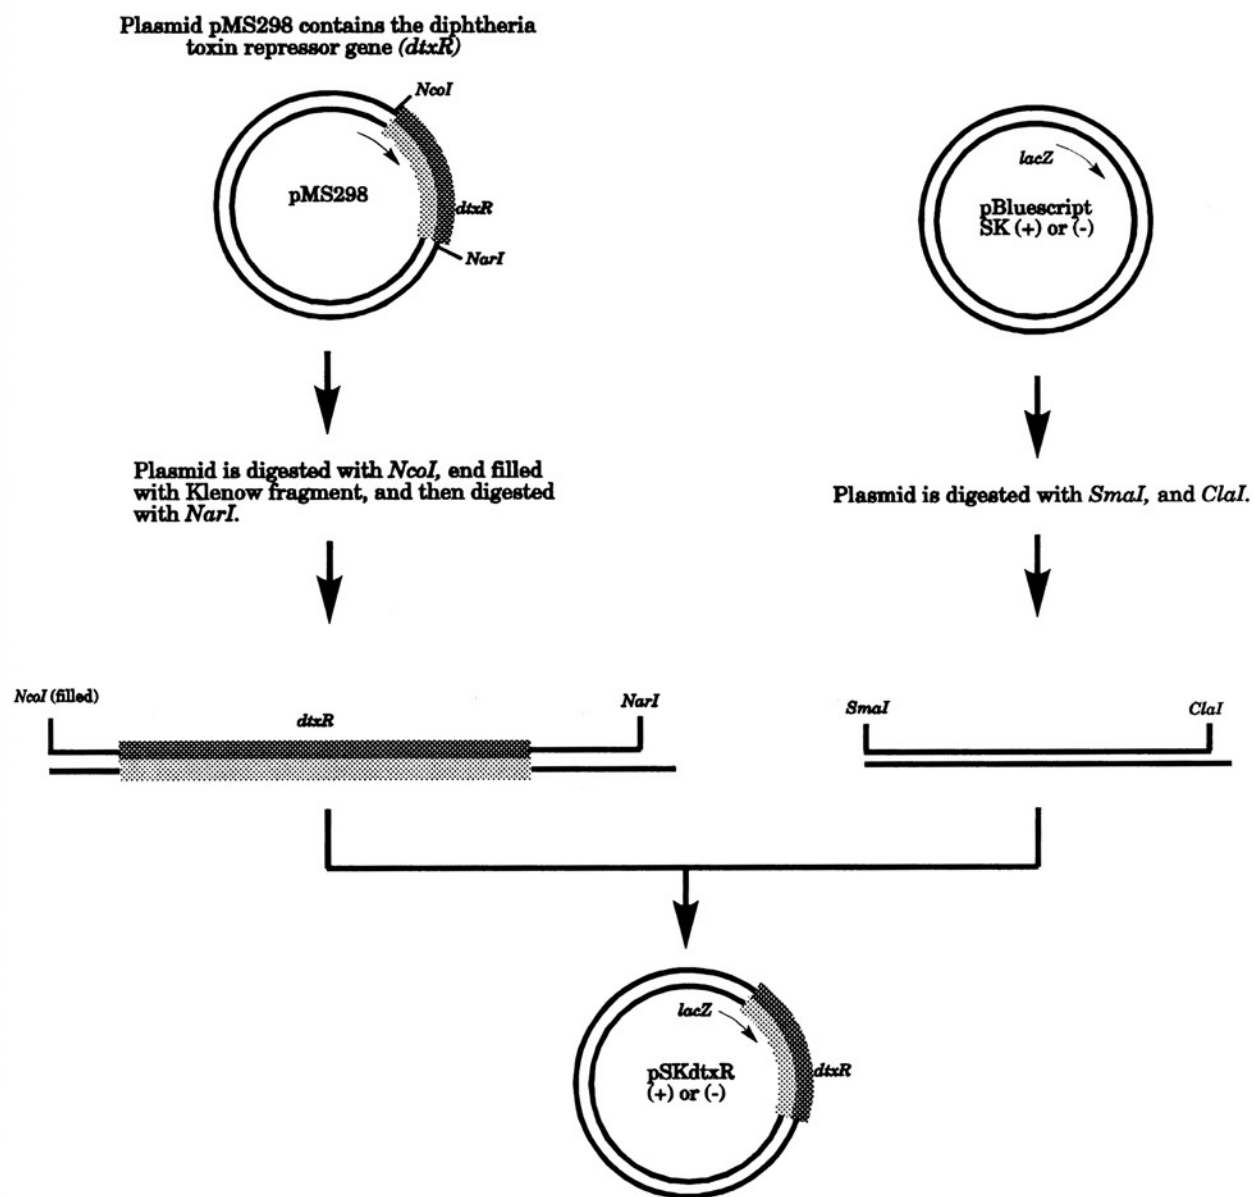 Plasmid pMS298 contains the diphtheria
toxin repressor gene (dtxR)
NcoI
pMS298
dtxR
NarI
lacZ
pBluescript
SK (+) or (-)
Plasmid is digested with NcoI, end filled
with Klenow fragment, and then digested
with NarI.
Plasmid is digested with SmaI, and ClaI.
NcoI (filled)
dtxR
NarI
SmaI
ClaI
lacZ
pSKdtxR
(+) or (-)
dtxR